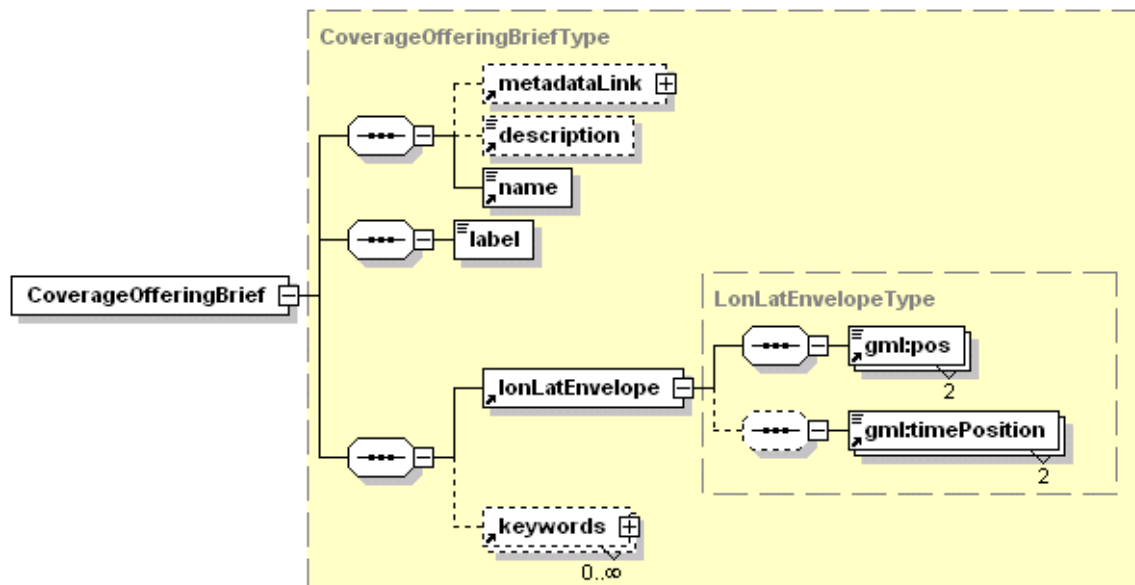 CoverageOfferingBriefType
metadataLink
description
name
label
CoverageOfferingBrief
LonLatEnvelopeType
gml:pos
2
lonLatEnvelope
gml:timePosition
2
keywords
0..∞